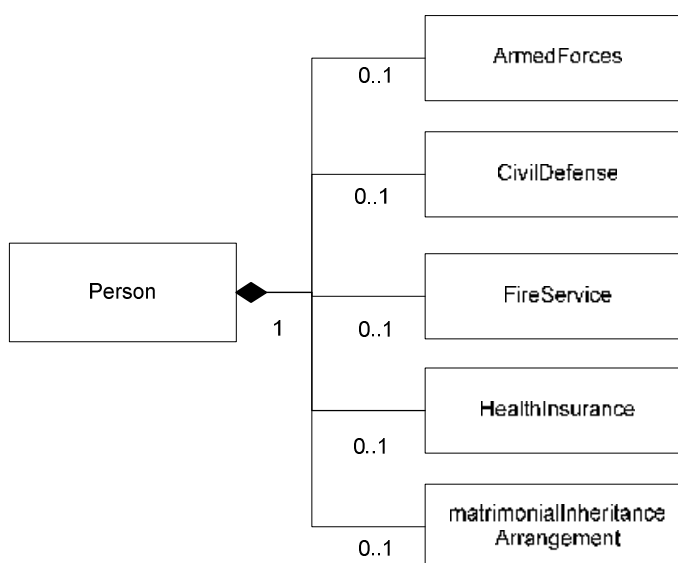 ArmedForces
0..1
CivilDefense
0..1
Person
1
FireService
0..1
HealthInsurance
0..1
matrimonialInheritance
Arrangement
0..1